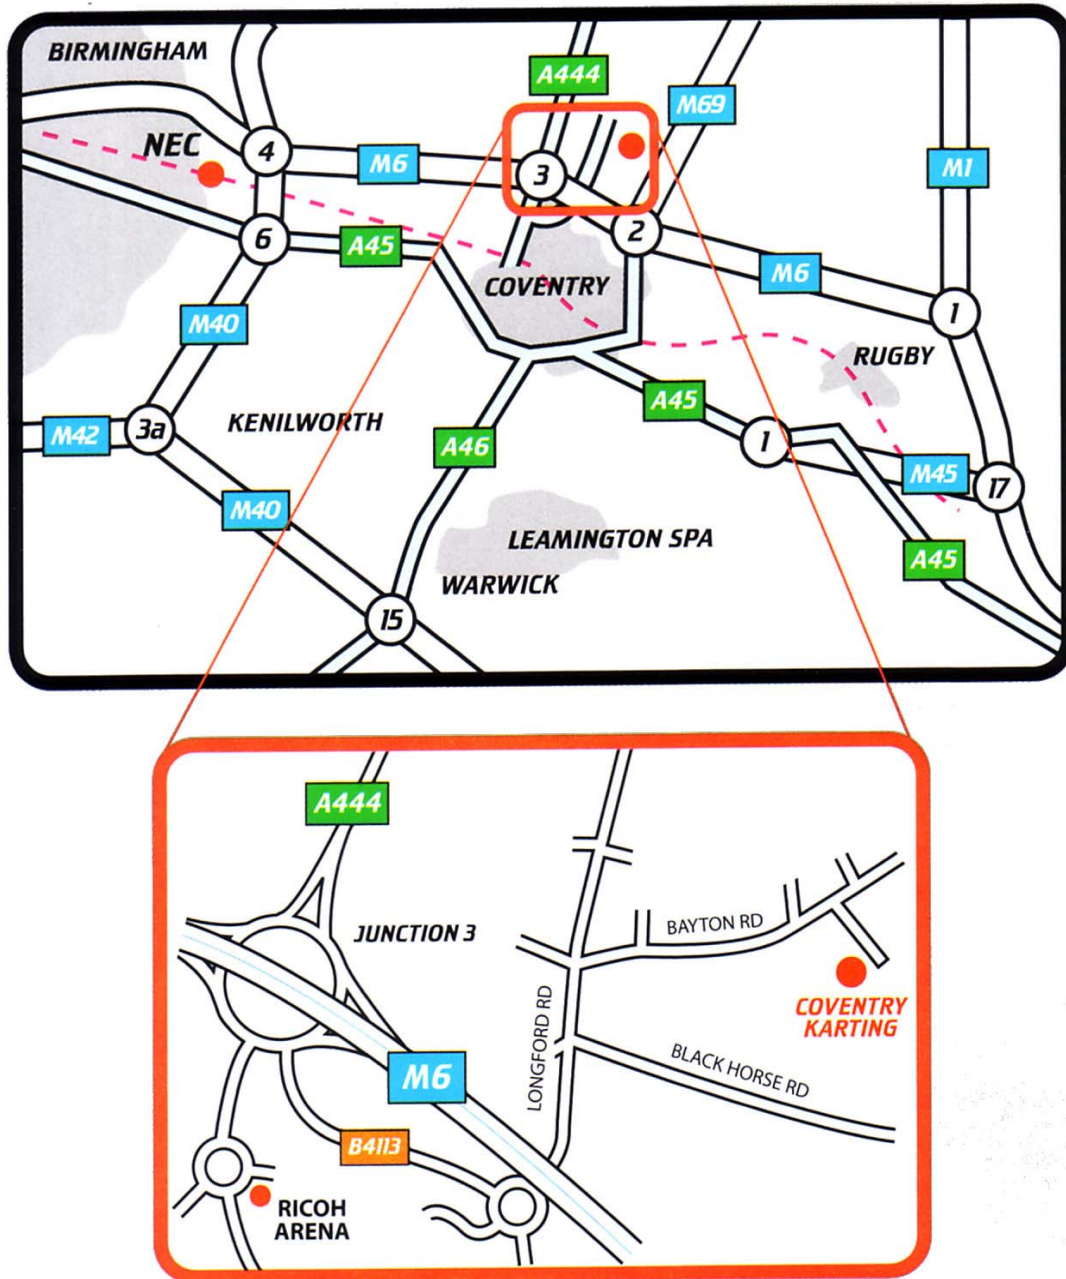 BIRMINGHAM
A444
M69
NEC
4
M6
3
M1
2
6
A45
COVENTRY
M6
1
M40
RUGBY
A45
M42
3a
KENILWORTH
A46
1
M45
17
M40
LEAMINGTON SPA
A45
WARWICK
15
A444
JUNCTION 3
BAYTON RD
LONGFORD RD
COVENTRY
KARTING
M6
BLACK HORSE RD
B4113
RICOH
ARENA